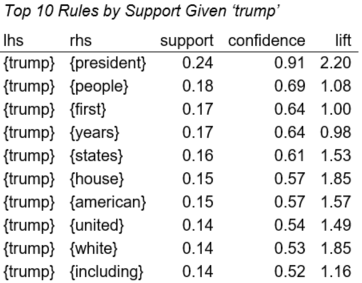 Top 10 Rules by Support Given ‘trump’
lhs rhs support confidence lift
{trump} {president} 0.24 0.91 2.20
{trump} {people} 0.18 0.69 1.08
{trump} {first} 0.17 0.64 1.00
{trump} {years} 0.17 0.64 0.98
{trump} {states} 0.16 0.61 1.53
{trump} {house} 0.15 0.57 1.85
{trump} {american} 0.15 0.57 1.57
{trump} {united} 0.14 0.54 1.49
{trump} {white} 0.14 0.53 1.85
{trump} {including} 0.14 0.52 1.16